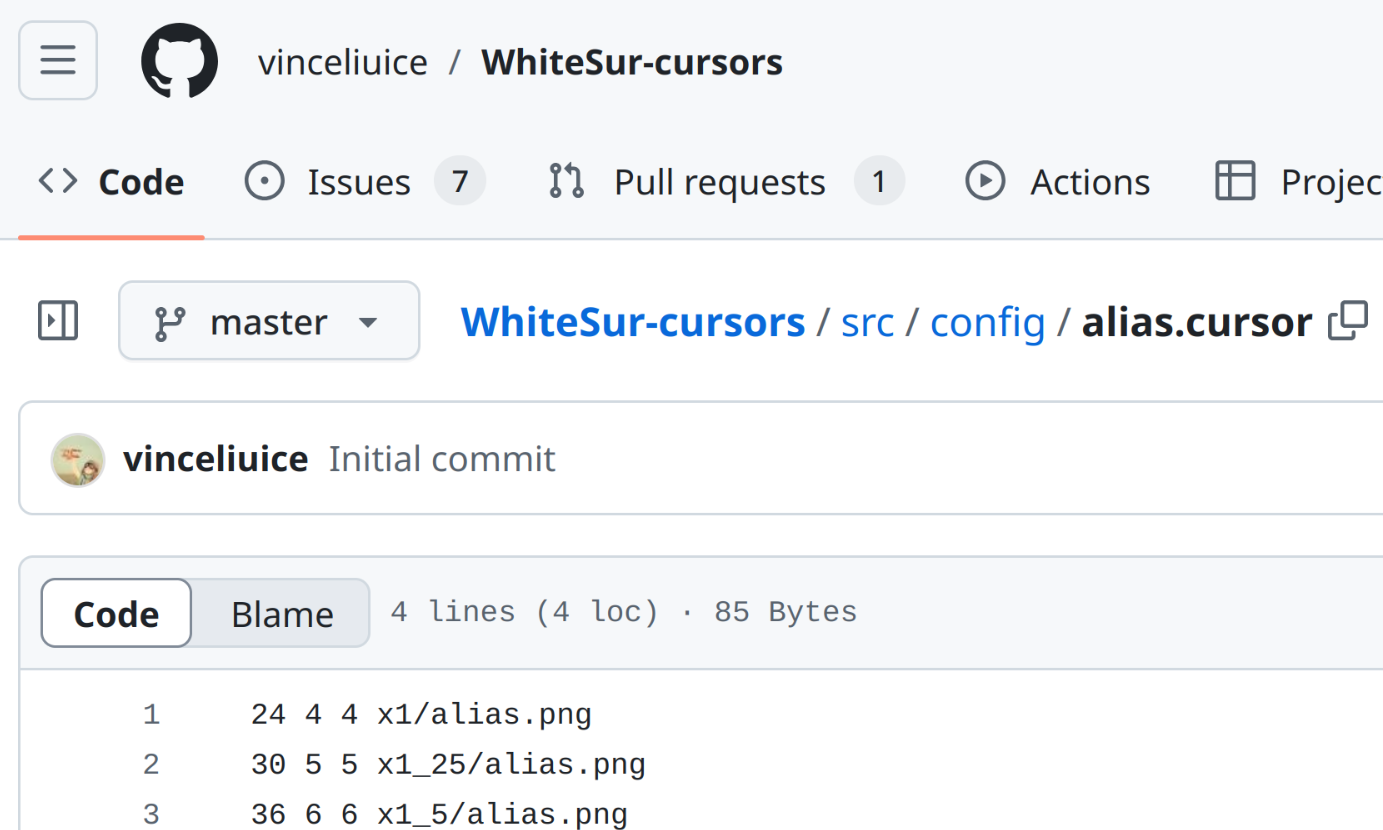 vinceliuice / WhiteSur-cursors
Code Issues 7 Pull requests 1 Actions Projec
master WhiteSur-cursors / src / config / alias.cursor
vinceliuice Initial commit
Code Blame 4 lines (4 loc) · 85 Bytes
1 24 4 4 x1/alias.png
2 30 5 5 x1_25/alias.png
3 36 6 6 x1_5/alias.png